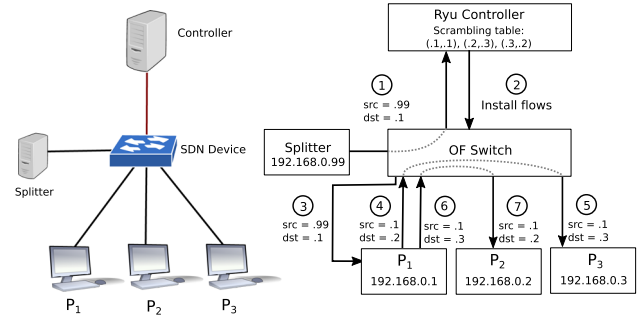 Controller
SDN Device
Splitter
P1
P2
P3
Ryu Controller
Scrambling table:
(.1,.1), (.2,.3), (.3,.2)
1
src = .99
dst = .1
2
Install flows
Splitter
192.168.0.99
OF Switch
3
src = .99
dst = .1
4
src = .1
dst = .2
6
src = .1
dst = .3
7
src = .1
dst = .2
5
src = .1
dst = .3
P1
192.168.0.1
P2
192.168.0.2
P3
192.168.0.3